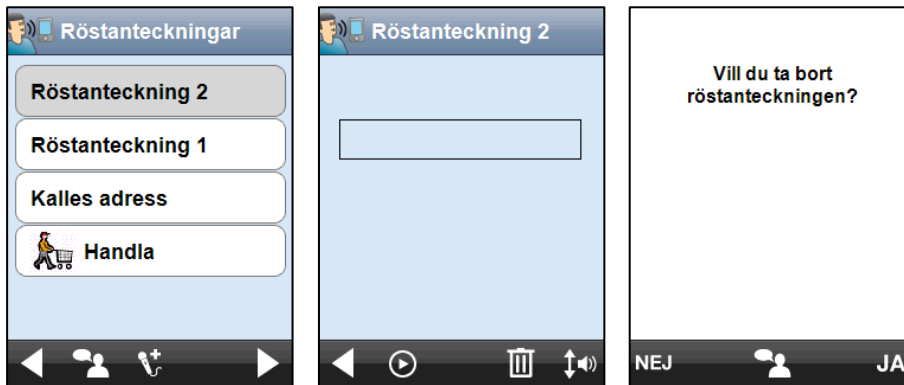 Röstanteckningar
Röstanteckning 2
Röstanteckning 1
Kalles adress
Handla
Röstanteckning 2
Vill du ta bort
röstanteckningen?
NEJ
JA